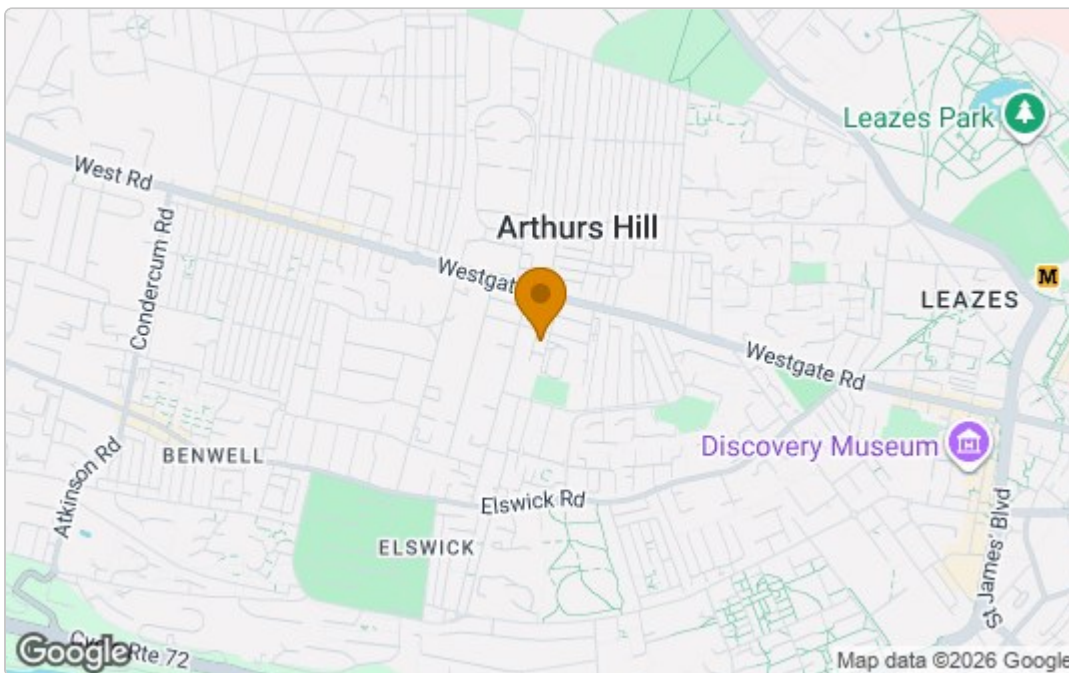 Leazes Park
West Rd
Arthurs Hill
Condercum Rd
Westgat
M
LEAZES
Westgate Rd
Discovery Museum
BENWELL
Atkinson Rd
Elswick Rd
ELSWICK
St James' Blvd
Rte 72
Google
Map data ©2026 Google